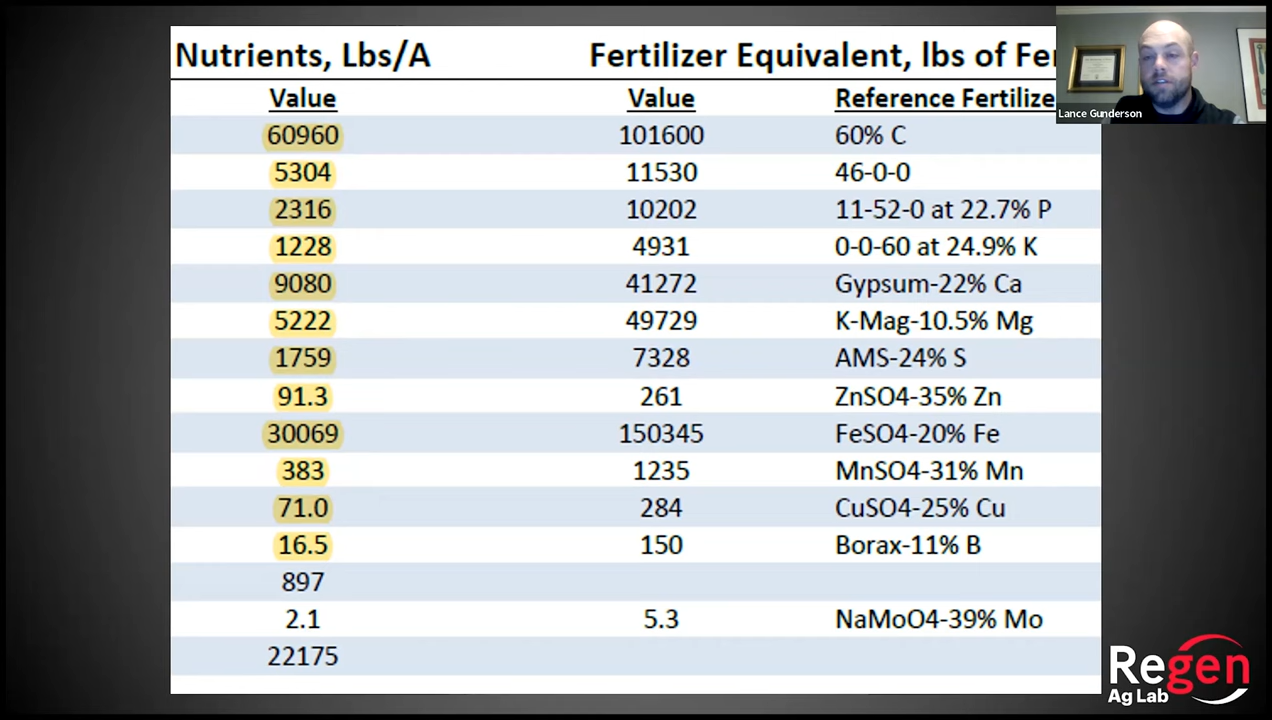 Nutrients, Lbs/A Fertilizer Equivalent, lbs of Fe
Value Value Reference Fertilize
60960 101600 60% C
5304 11530 46-0-0
2316 10202 11-52-0 at 22.7% P
1228 4931 0-0-60 at 24.9% K
9080 41272 Gypsum-22% Ca
5222 49729 K-Mag-10.5% Mg
1759 7328 AMS-24% S
91.3 261 ZnSO4-35% Zn
30069 150345 FeSO4-20% Fe
383 1235 MnSO4-31% Mn
71.0 284 CuSO4-25% Cu
16.5 150 Borax-11% B
897
2.1 5.3 NaMoO4-39% Mo
22175
Lance Gunderson
Regen
Ag Lab